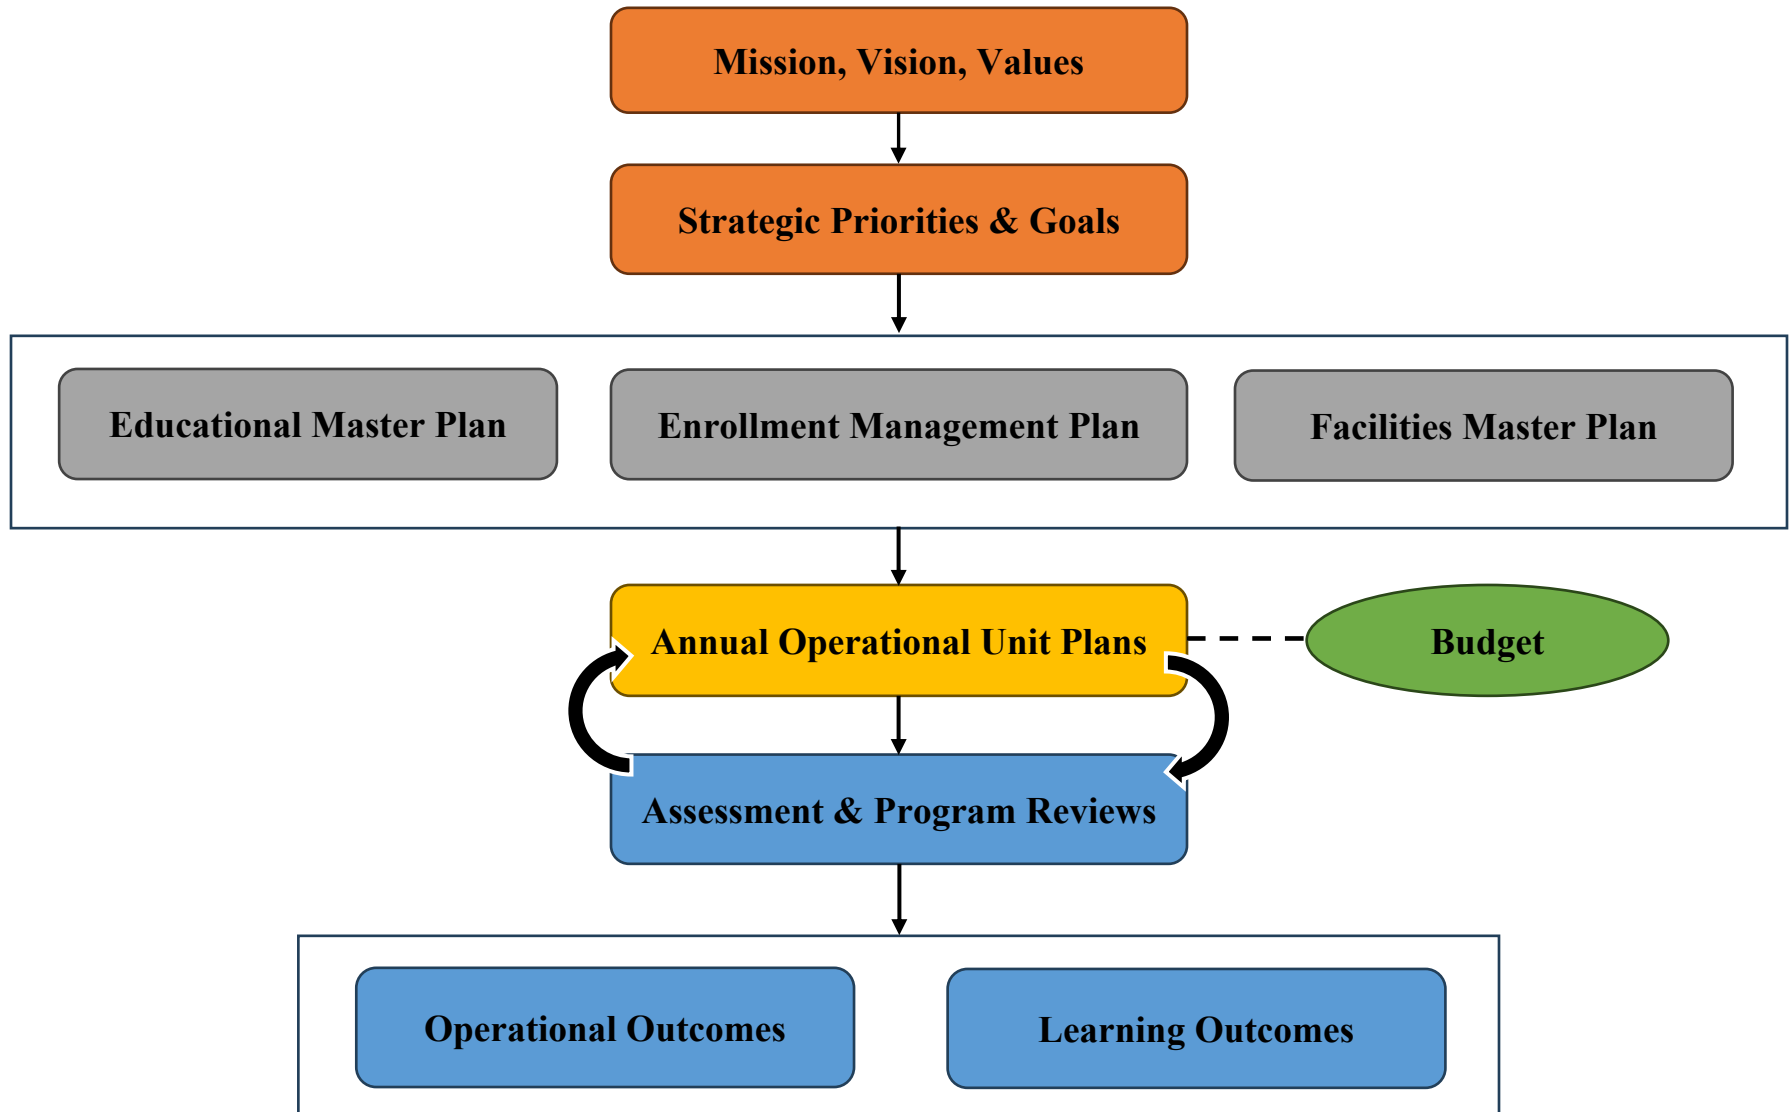 Mission, Vision, Values
Strategic Priorities & Goals
Educational Master Plan
Enrollment Management Plan
Facilities Master Plan
Annual Operational Unit Plans
Budget
Assessment & Program Reviews
Operational Outcomes
Learning Outcomes